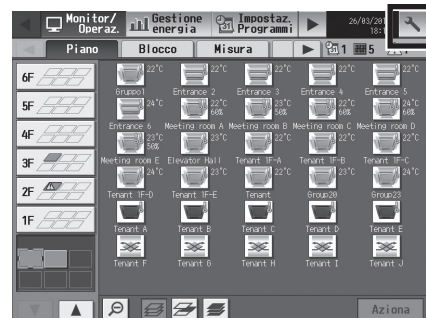 Monitor/ Operaz. Gestione energia Impostaz. Programmi 26/03/20
18:1
Piano Blocco Misura 31 1 5
6F 5F 4F 3F 2F 1F
22°C 22°C 22°C 22°C 22°C
Gruppo1 Entrance 2 Entrance 3 Entrance 4 Entrance 5
24°C 22°C 60% 23°C 50% 22°C 60% 22°C 60%
Entrance 6 Meeting room A Meeting room B Meeting room C Meeting room D
23°C 50% 23°C 22°C 22°C 22°C
Meeting room E Elevator Hall Tenant 1F-A Tenant 1F-B Tenant 1F-C
24°C 23°C 22°C 24°C
Tenant 1F-D Tenant 1F-E Tenant Group20 Group23
Tenant A Tenant B Tenant C Tenant D Tenant E
Tenant F Tenant G Tenant H Tenant I Tenant J
Aziona